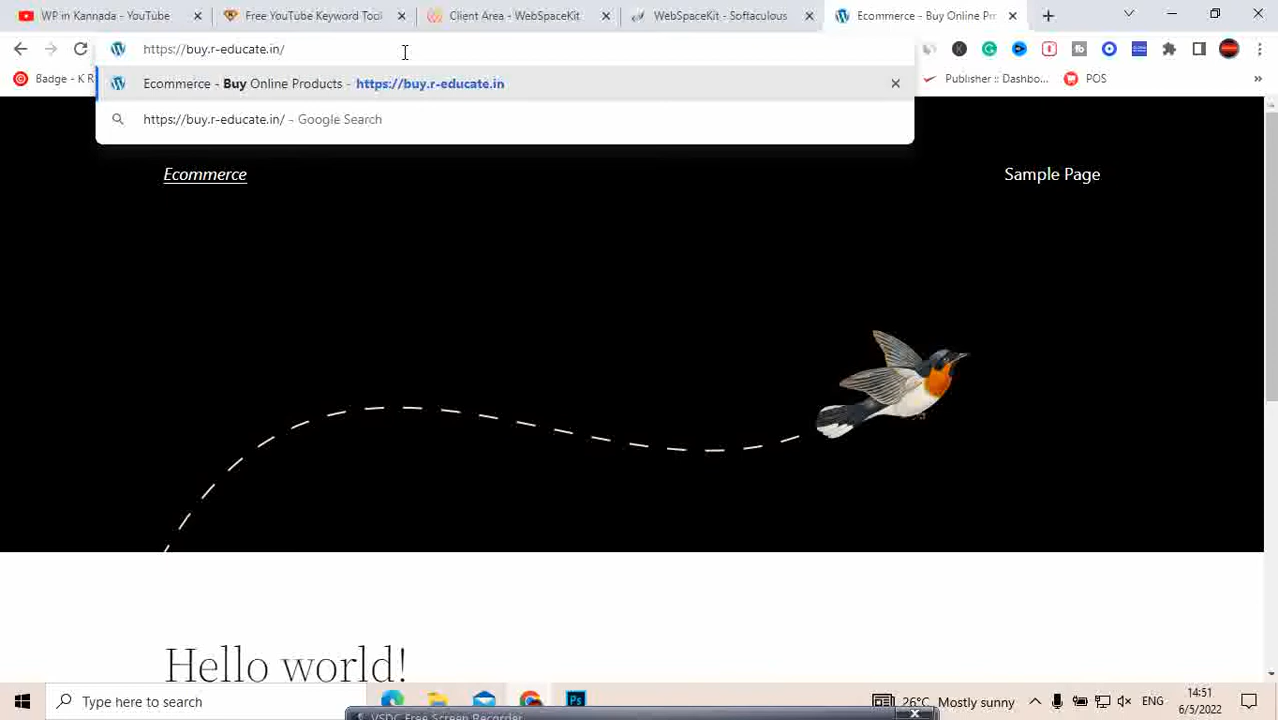 WP in Kannada - YouTube
Free YouTube Keyword Tool
Client Area - WebSpaceKit
WebSpaceKit - Softaculous
Ecommerce - Buy Online Pr
https://buy.r-educate.in/
Ecommerce - Buy Online Products - https://buy.r-educate.in
https://buy.r-educate.in/ - Google Search
Badge - K R
Publisher :: Dashbo...
POS
Ecommerce
Sample Page
Hello world!
Type here to search
Ps
26°C Mostly sunny
ENG
14:51
6/5/2022
VSDC Free Screen Recorder